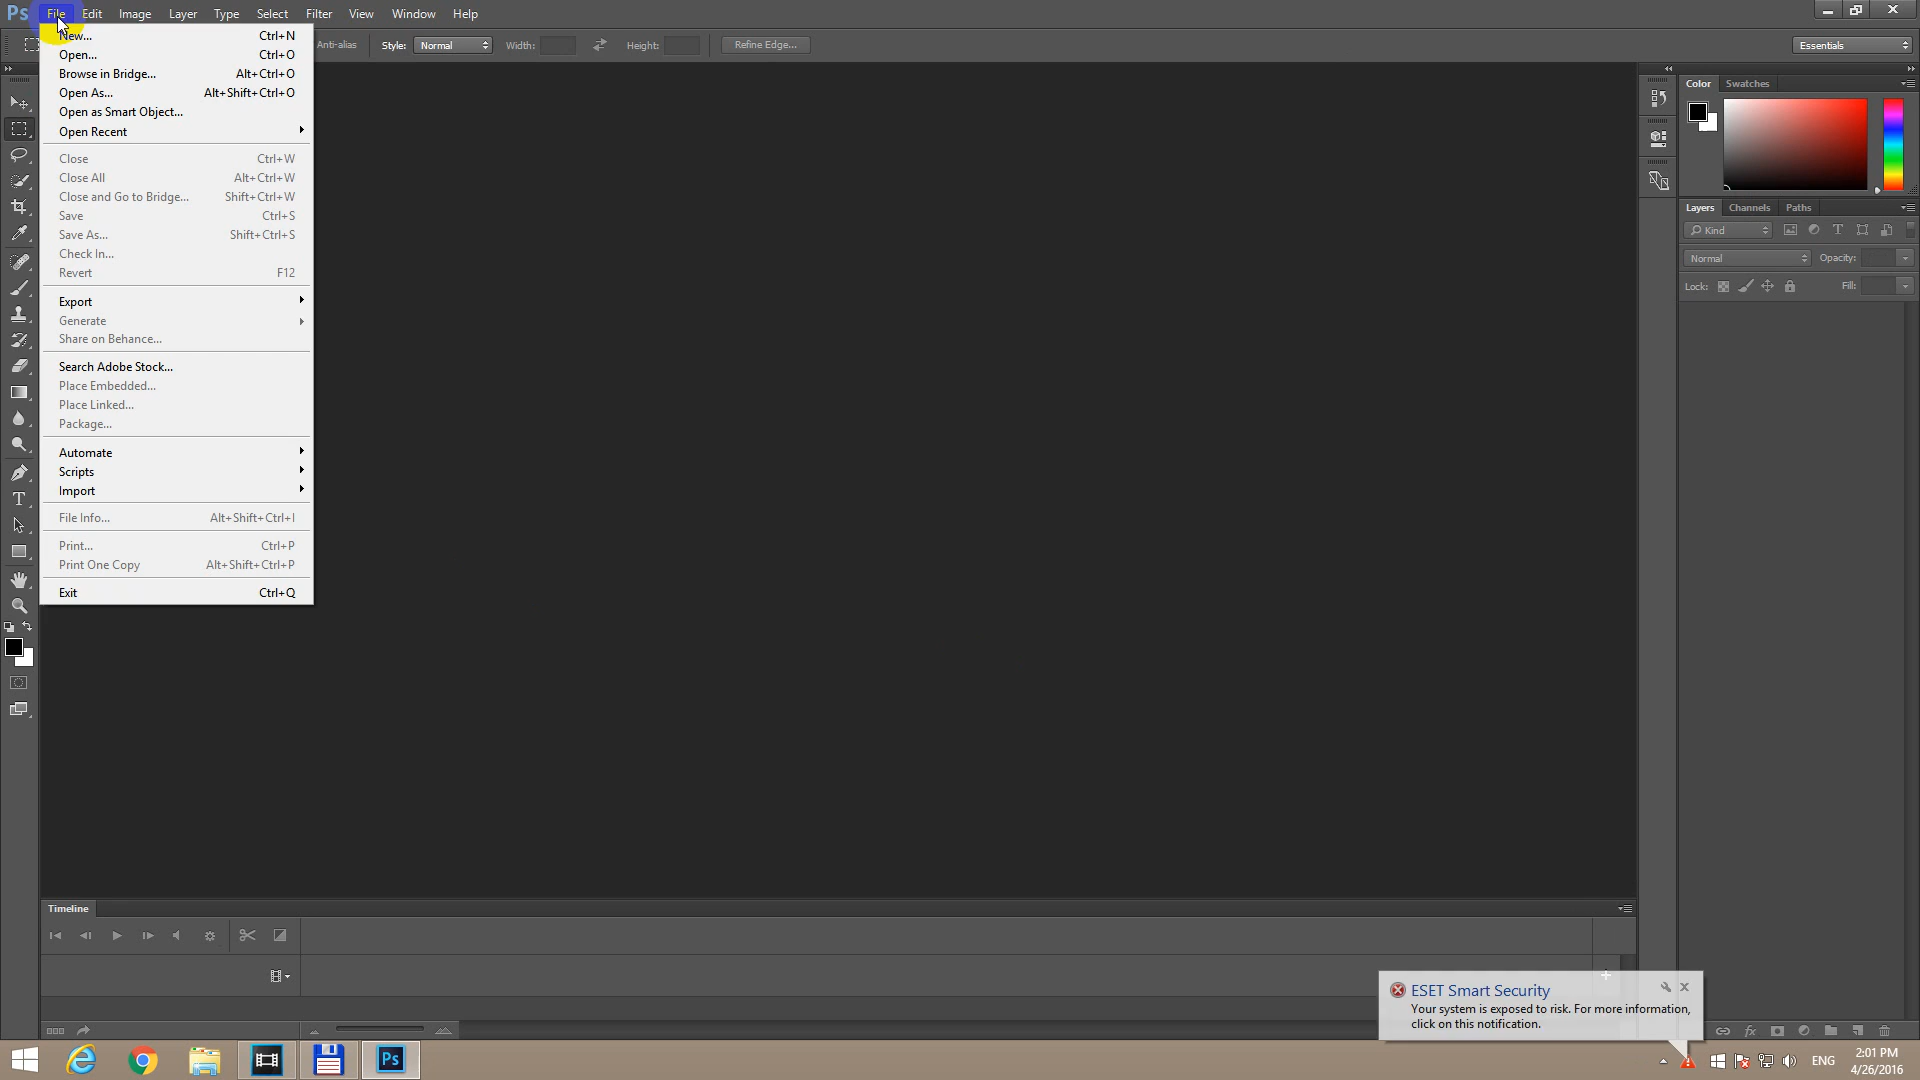 Ps File Edit Image Layer Type Select Filter View Window Help
Anti-alias Style: Normal Width: Height: Refine Edge... Essentials
New... Ctrl+N
Open... Ctrl+O
Browse in Bridge... Alt+Ctrl+O
Open As... Alt+Shift+Ctrl+O
Open as Smart Object...
Open Recent
Close Ctrl+W
Close All Alt+Ctrl+W
Close and Go to Bridge... Shift+Ctrl+W
Save Ctrl+S
Save As... Shift+Ctrl+S
Check In...
Revert F12
Export
Generate
Share on Behance...
Search Adobe Stock...
Place Embedded...
Place Linked...
Package...
Automate
Scripts
Import
File Info... Alt+Shift+Ctrl+I
Print... Ctrl+P
Print One Copy Alt+Shift+Ctrl+P
Exit Ctrl+Q
Color Swatches
Layers Channels Paths
Kind
Normal Opacity:
Lock: Fill:
Timeline
ESET Smart Security
Your system is exposed to risk. For more information,
click on this notification.
Ps
ENG
2:01 PM
4/26/2016